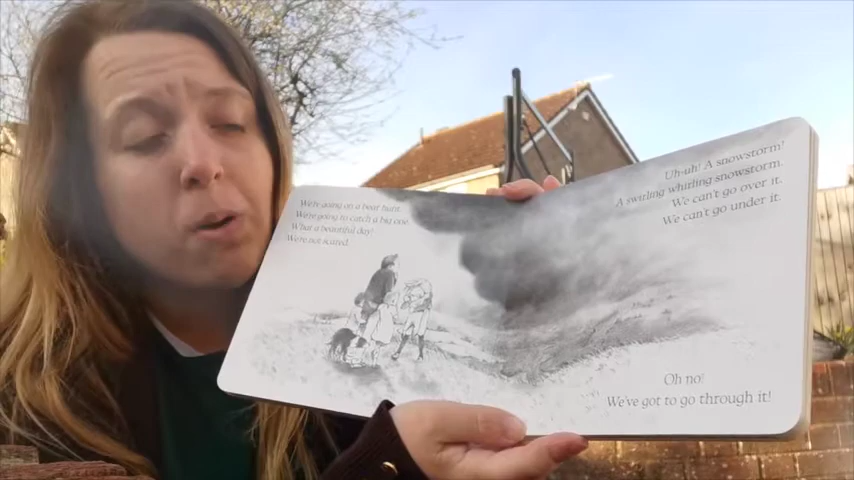 We're going on a bear hunt.
We're going to catch a big one.
What a beautiful day!
We're not scared.
Uh-uh! A snowstorm!
A swirling whirling snowstorm.
We can't go over it.
We can't go under it.
Oh no!
We've got to go through it!